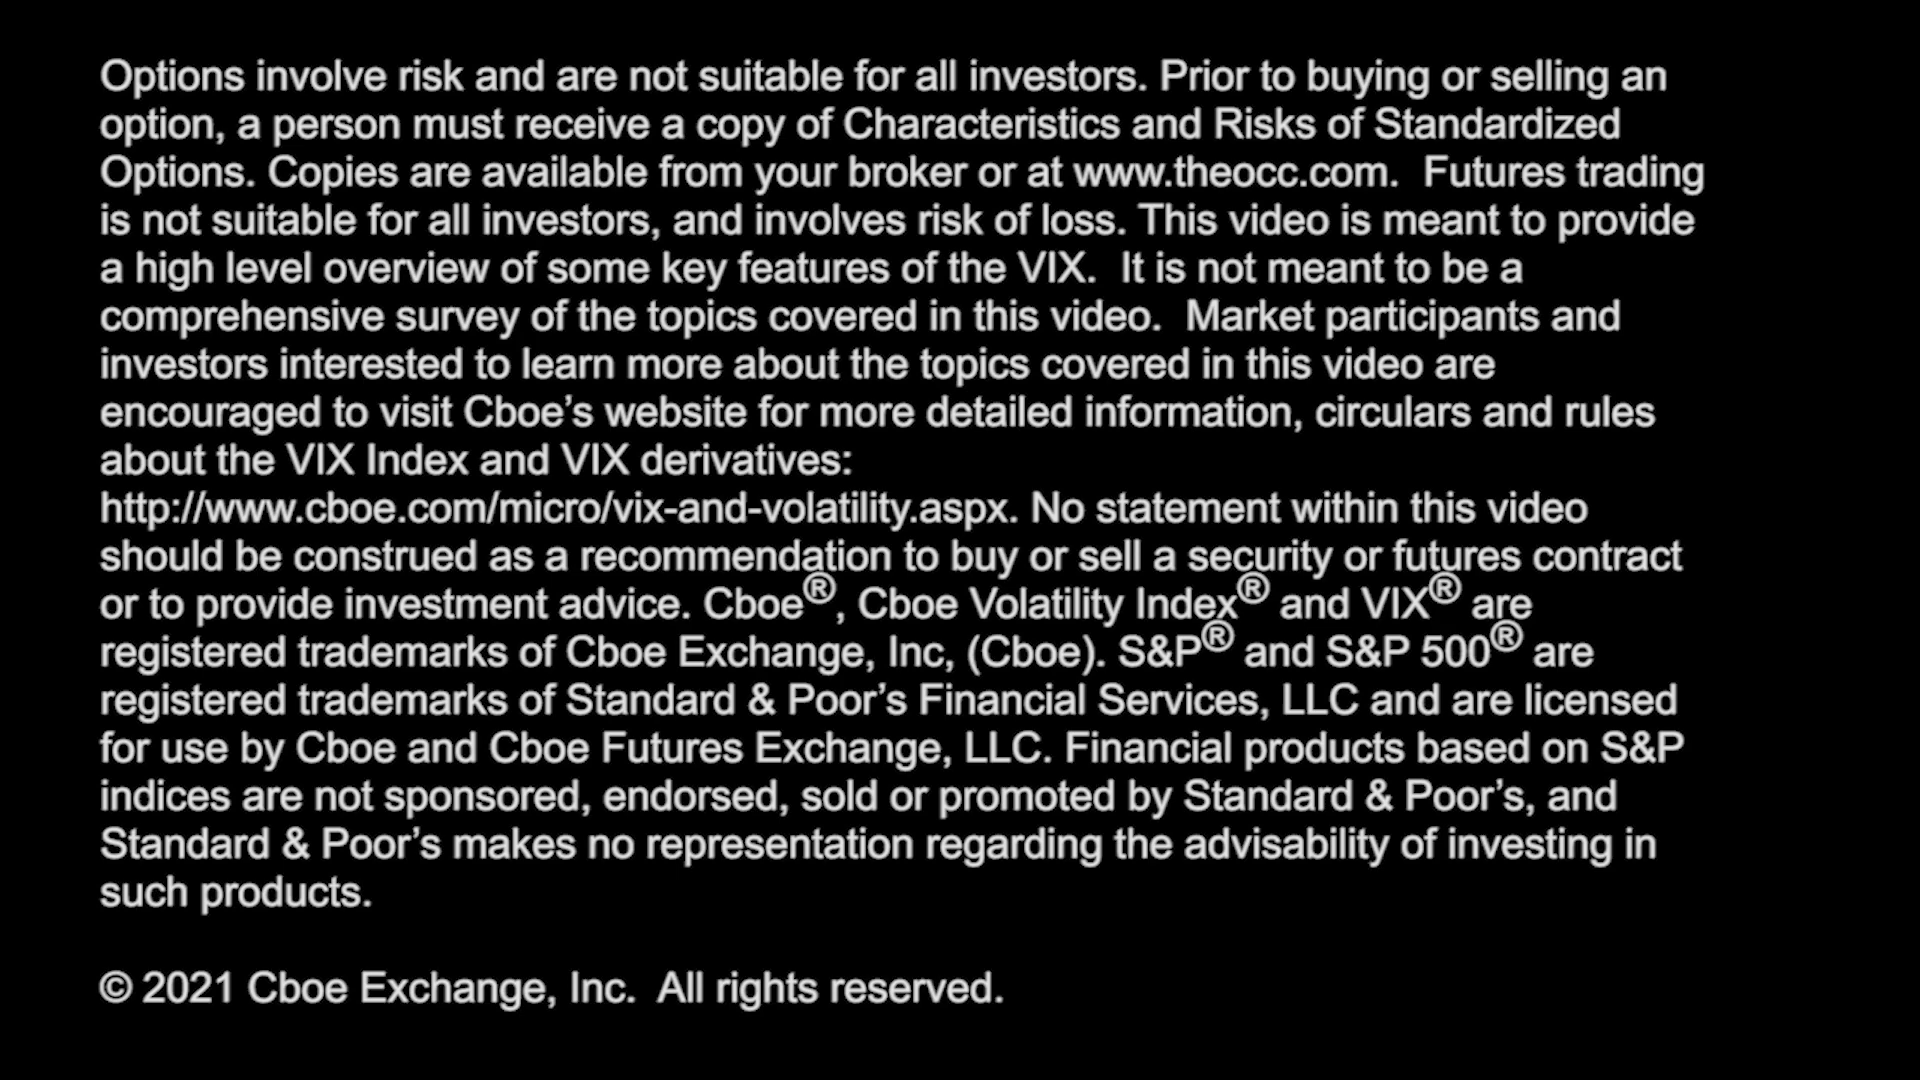 Options involve risk and are not suitable for all investors. Prior to buying or selling an
option, a person must receive a copy of Characteristics and Risks of Standardized
Options. Copies are available from your broker or at www.theocc.com.  Futures trading
is not suitable for all investors, and involves risk of loss. This video is meant to provide
a high level overview of some key features of the VIX.  It is not meant to be a
comprehensive survey of the topics covered in this video.  Market participants and
investors interested to learn more about the topics covered in this video are
encouraged to visit Cboe’s website for more detailed information, circulars and rules
about the VIX Index and VIX derivatives:
http://www.cboe.com/micro/vix-and-volatility.aspx. No statement within this video
should be construed as a recommendation to buy or sell a security or futures contract
or to provide investment advice. Cboe®, Cboe Volatility Index® and VIX® are
registered trademarks of Cboe Exchange, Inc, (Cboe). S&P® and S&P 500® are
registered trademarks of Standard & Poor’s Financial Services, LLC and are licensed
for use by Cboe and Cboe Futures Exchange, LLC. Financial products based on S&P
indices are not sponsored, endorsed, sold or promoted by Standard & Poor’s, and
Standard & Poor’s makes no representation regarding the advisability of investing in
such products.
© 2021 Cboe Exchange, Inc.  All rights reserved.